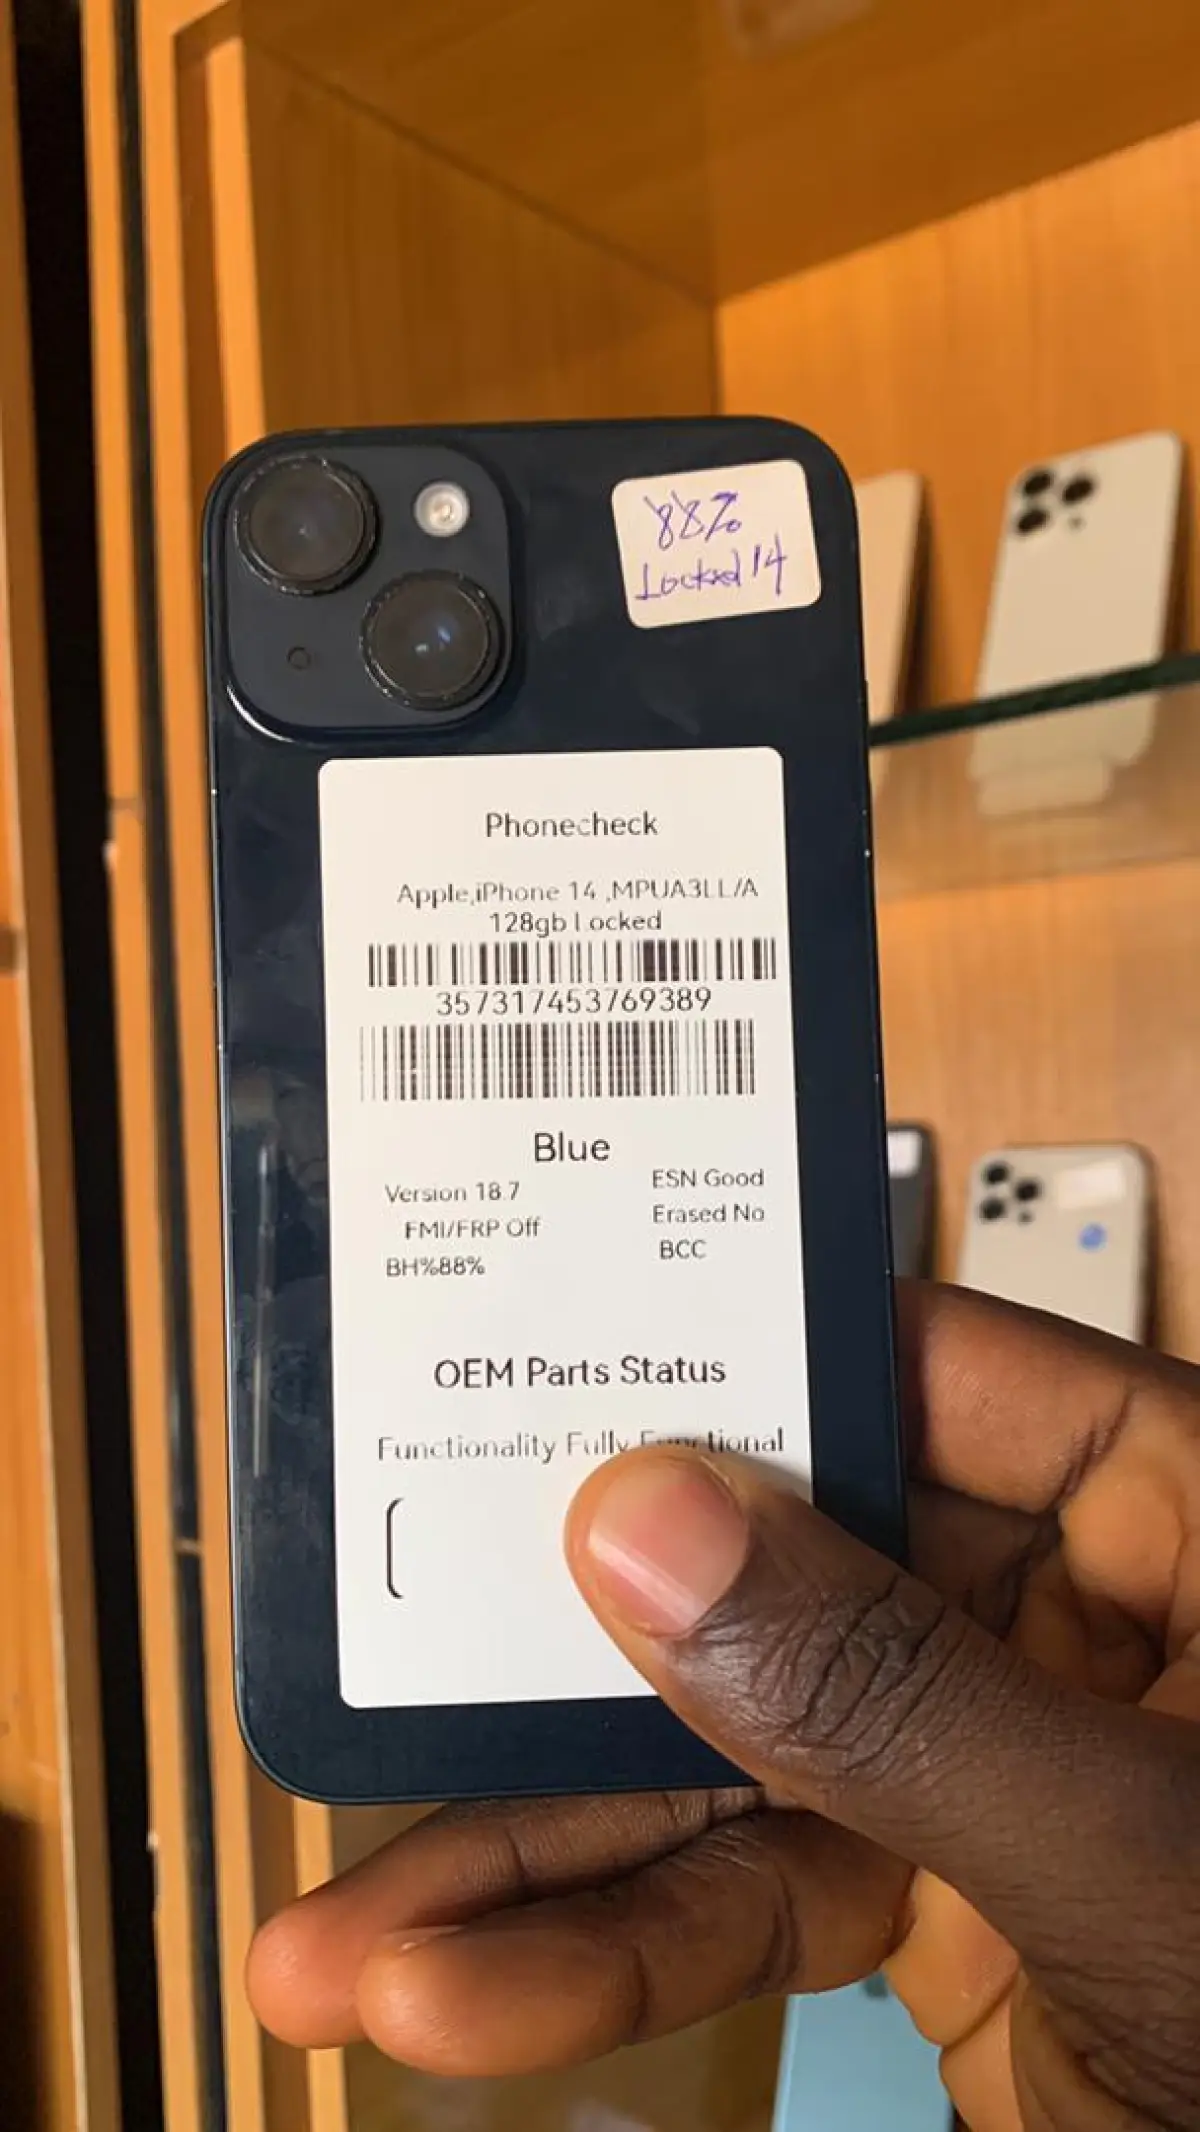 88%
Locked 14
Phonecheck
Apple,iPhone 14 ,MPUA3LL/A
128gb Locked
357317453769389
Blue
Version 18.7
ESN Good
FMI/FRP Off
Erased No
BH%88%
BCC
OEM Parts Status
Functionality Fully Functional
(